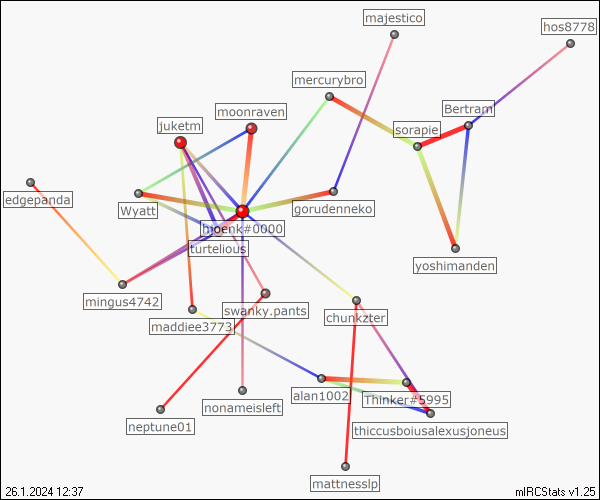 majestico
hos8778
mercurybro
moonraven
Bertram
juketm
sorapie
edgepanda
Wyatt
gorudenneko
hjoenk#0000
turtelious
yoshimanden
mingus4742
swanky.pants
chunkzter
maddiee3773
alan1002
Thinker#5995
nonameisleft
neptune01
thiccusboiusalexusjoneus
mattnesslp
26.1.2024 12:37
mIRCStats v1.25